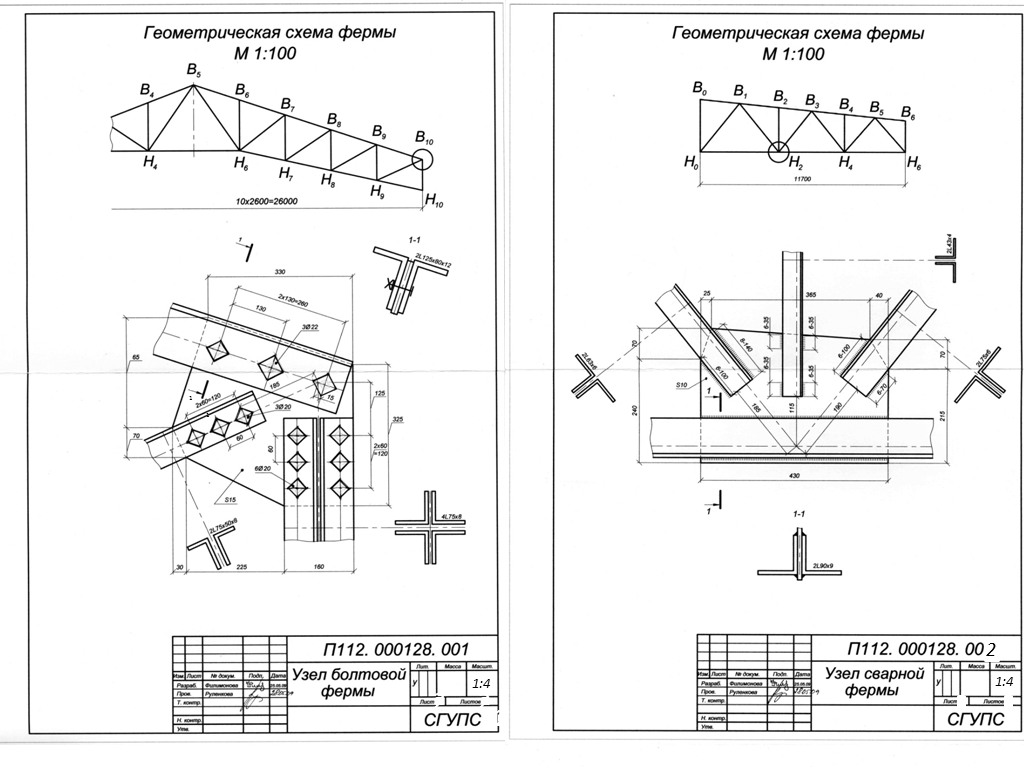 Геометрическая схема фермы
М 1:100
B5
B4
B6
B7
B8
B9
B10
H4
H6
H7
H8
H9
H10
10х2600=26000
1
1-1
2L125x80x12
330
2x130=260
130
3Ø22
65
185
15
2x60=120
3Ø20
60
125
325
2x60
=120
60
70
6Ø20
S15
2L75x50x8
4L75x8
30
225
160
П112. 000128. 001
Узел болтовой
фермы
Лит.
Масса
Масшт.
у
1:4
Изм.
Лист
№ докум.
Подп.
Дата
Разраб.
Филимонова
Пров.
Руленкова
Т. контр.
Н. контр.
Утв.
Лист
Листов
СГУПС
Геометрическая схема фермы
М 1:100
B0
B1
B2
B3
B4
B5
B6
H0
H2
H4
H6
11700
2L43x4
25
365
40
6-35
6-35
6-35
6-35
8-140
6-100
6-100
6-70
70
70
2L63x6
2L75x6
S10
1
240
185
115
190
215
430
1
1-1
2L90x9
П112. 000128. 002
Узел сварной
фермы
Лит.
Масса
Масшт.
у
1:4
Изм.
Лист
№ докум.
Подп.
Дата
Разраб.
Филимонова
Пров.
Руленкова
Т. контр.
Н. контр.
Утв.
Лист
Листов
СГУПС